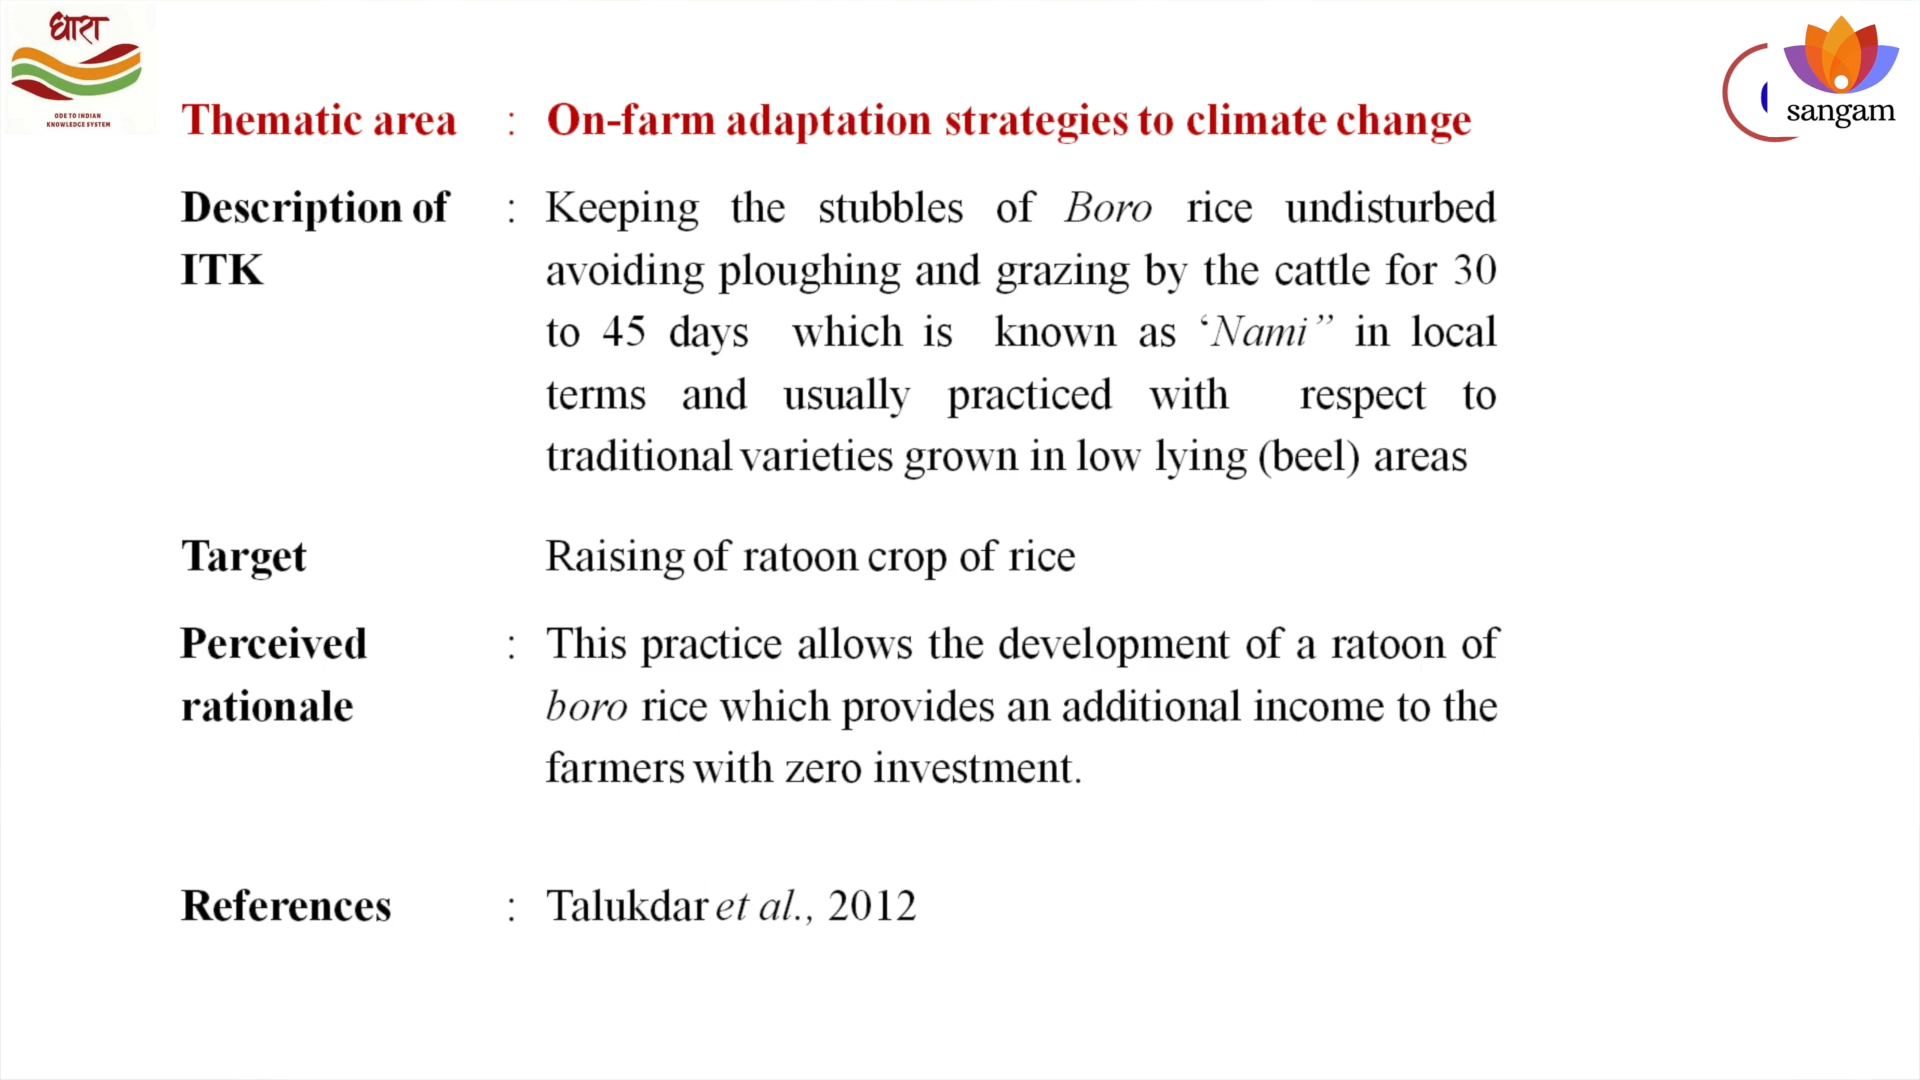 धारा
ODE TO INDIAN
KNOWLEDGE SYSTEM
sangam
Thematic area : On-farm adaptation strategies to climate change
Description of : Keeping the stubbles of Boro rice undisturbed
ITK avoiding ploughing and grazing by the cattle for 30
to 45 days which is known as ‘Nami” in local
terms and usually practiced with respect to
traditional varieties grown in low lying (beel) areas
Target Raising of ratoon crop of rice
Perceived : This practice allows the development of a ratoon of
rationale boro rice which provides an additional income to the
farmers with zero investment.
References : Talukdar et al., 2012